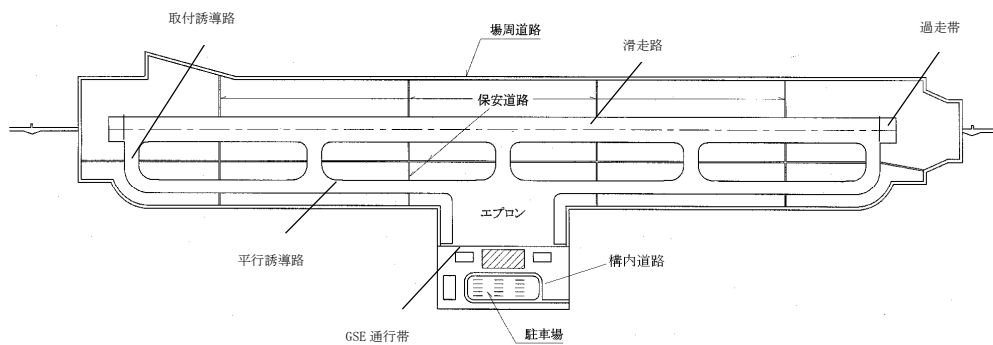 取付誘導路
場周道路
滑走路
過走帯
保安道路
エプロン
平行誘導路
構内道路
GSE 通行帯
駐車場